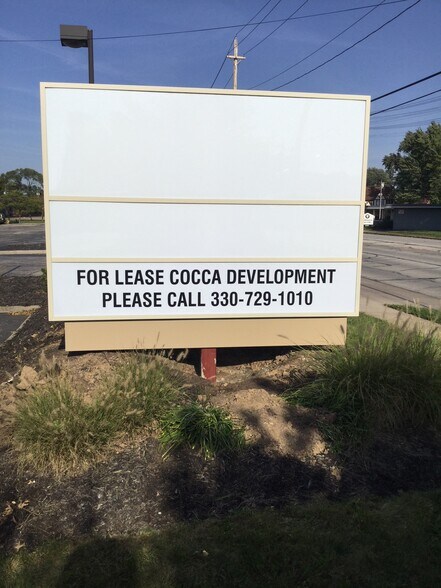 FOR LEASE COCCA DEVELOPMENT
PLEASE CALL 330-729-1010